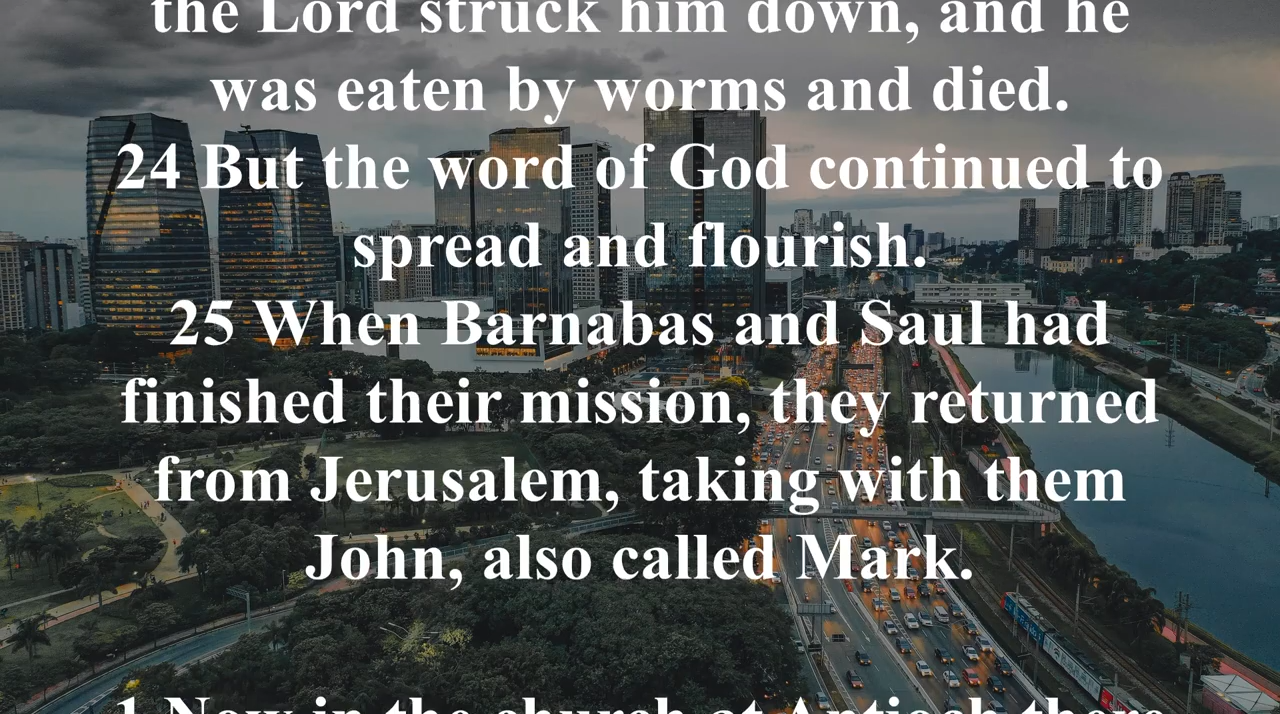 the Lord struck him down, and he
was eaten by worms and died.
24 But the word of God continued to
spread and flourish.
25 When Barnabas and Saul had
finished their mission, they returned
from Jerusalem, taking with them
John, also called Mark.
1 Now in the church at Antioch there